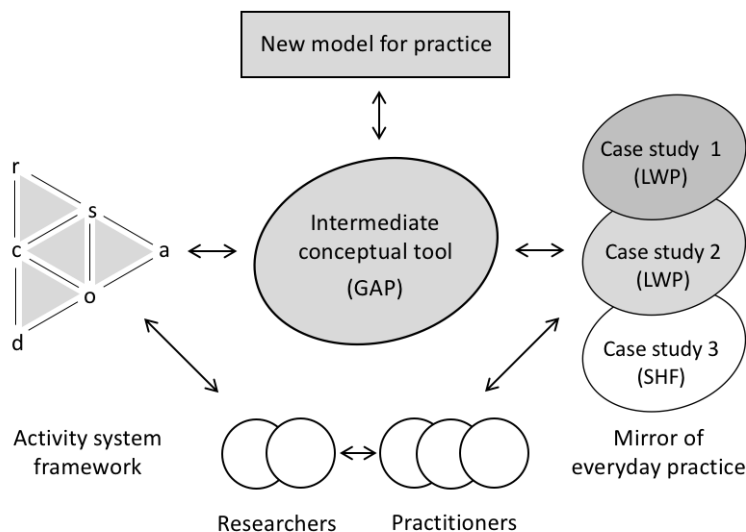 New model for practice
r
s
c
a
o
d
Intermediate
conceptual tool
(GAP)
Case study 1
(LWP)
Case study 2
(LWP)
Case study 3
(SHF)
Activity system
framework
Mirror of
everyday practice
Researchers
Practitioners